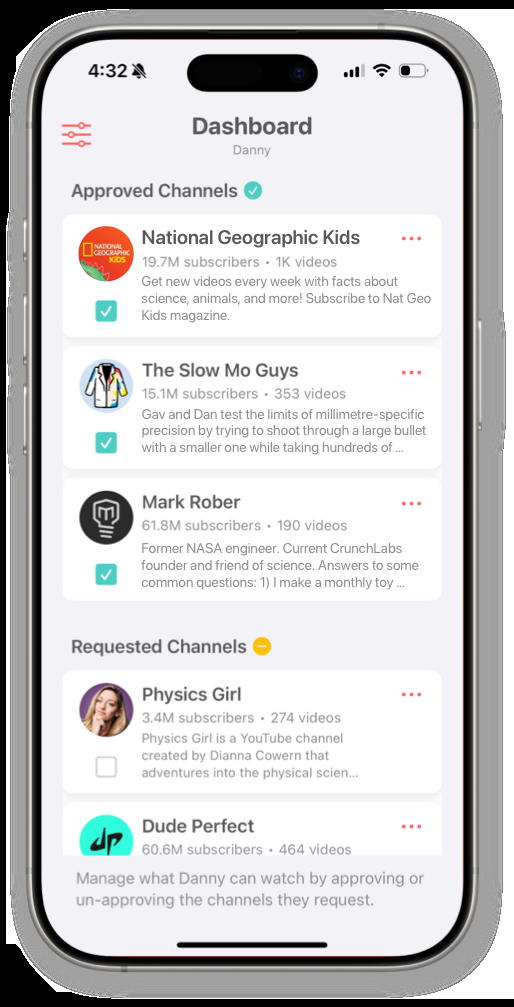 4:32
Dashboard
Danny
Approved Channels
NATIONAL
GEOGRAPHIC
KiDS
National Geographic Kids
19.7M subscribers • 1K videos
Get new videos every week with facts about
science, animals, and more! Subscribe to Nat Geo
Kids magazine.
The Slow Mo Guys
15.1M subscribers • 353 videos
Gav and Dan test the limits of millimetre-specific
precision by trying to shoot through a large bullet
with a smaller one while taking hundreds of ...
Mark Rober
61.8M subscribers • 190 videos
Former NASA engineer. Current CrunchLabs
founder and friend of science. Answers to some
common questions: 1) I make a monthly toy ...
Requested Channels
Physics Girl
3.4M subscribers • 274 videos
Physics Girl is a YouTube channel
created by Dianna Cowern that
adventures into the physical scien...
dp
Dude Perfect
60.6M subscribers • 464 videos
Manage what Danny can watch by approving or
un-approving the channels they request.